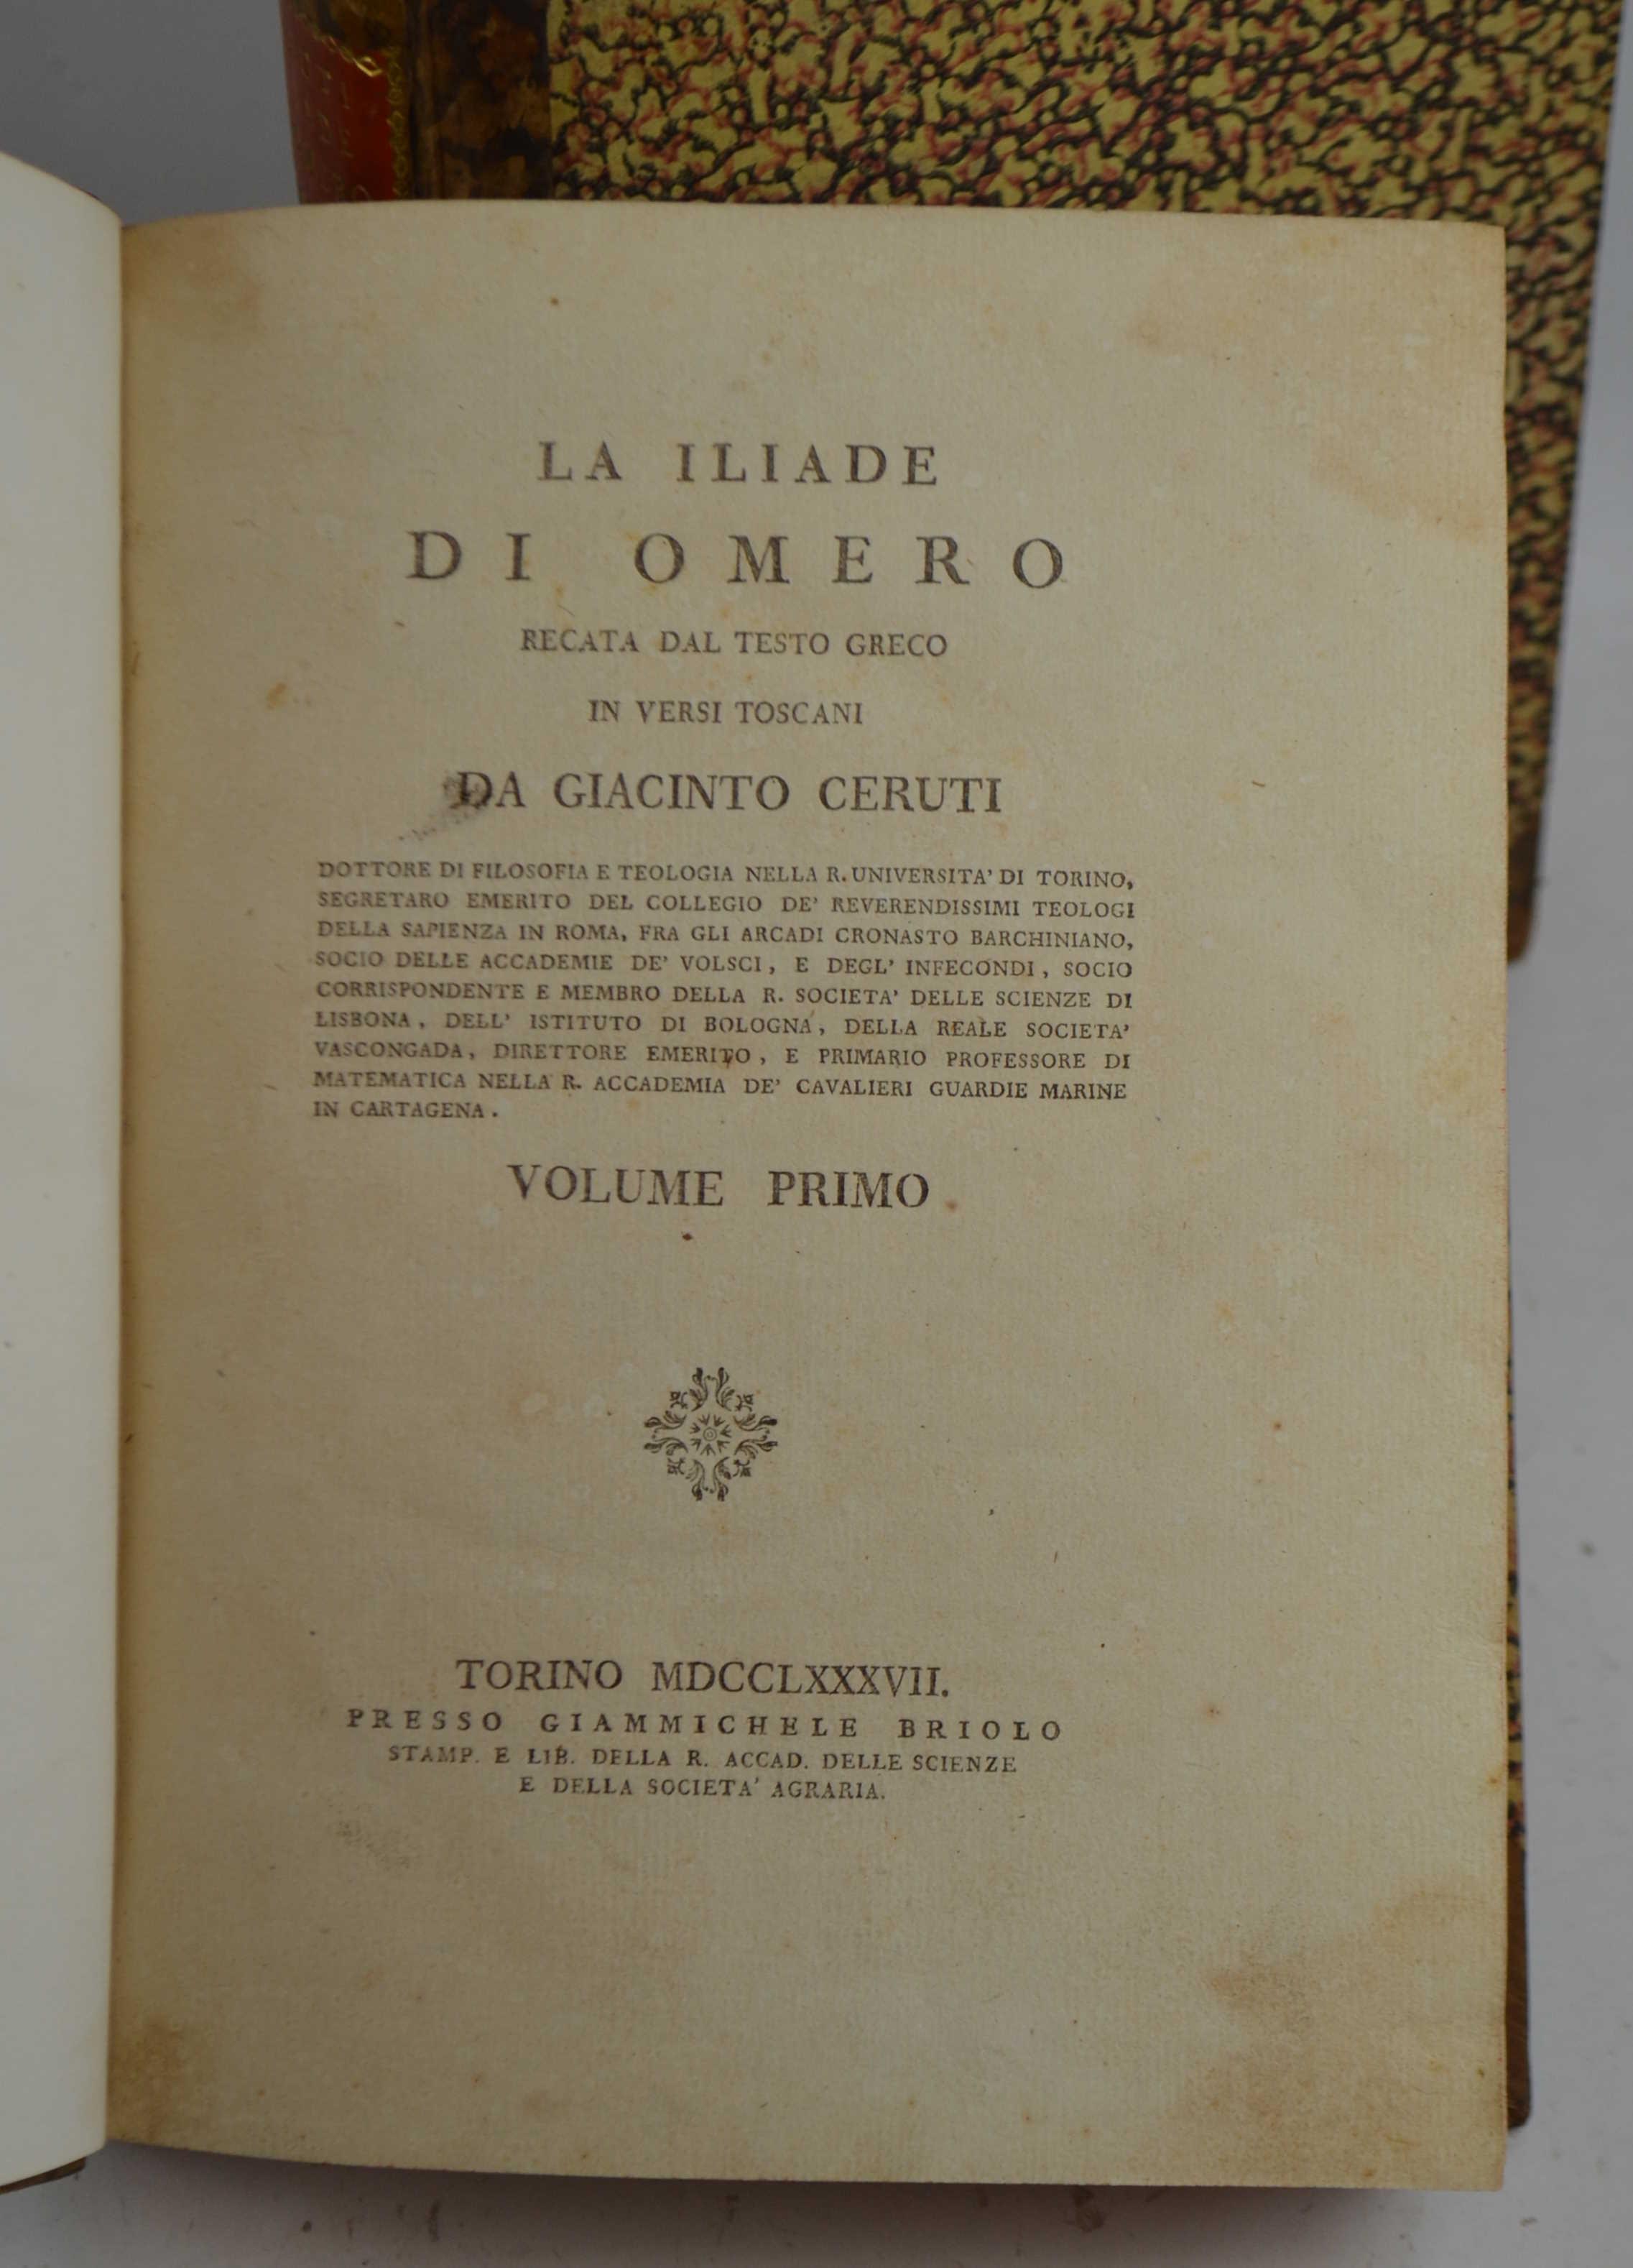 LA ILIADE
DI OMERO
RECATA DAL TESTO GRECO
IN VERSI TOSCANI
DA GIACINTO CERUTI
DOTTORE DI FILOSOFIA E TEOLOGIA NELLA R. UNIVERSITA' DI TORINO,
SEGRETARO EMERITO DEL COLLEGIO DE' REVERENDISSIMI TEOLOGI
DELLA SAPIENZA IN ROMA, FRA GLI ARCADI CRONASTO BARCHINIANO,
SOCIO DELLE ACCADEMIE DE' VOLSCI, E DEGL' INFECONDI, SOCIO
CORRISPONDENTE E MEMBRO DELLA R. SOCIETA' DELLE SCIENZE DI
LISBONA, DELL' ISTITUTO DI BOLOGNA, DELLA REALE SOCIETA'
VASCONGADA, DIRETTORE EMERITO, E PRIMARIO PROFESSORE DI
MATEMATICA NELLA R. ACCADEMIA DE' CAVALIERI GUARDIE MARINE
IN CARTAGENA.
VOLUME PRIMO
TORINO MDCCLXXXVII.
PRESSO GIAMMICHELE BRIOLO
STAMP. E LIB. DELLA R. ACCAD. DELLE SCIENZE
E DELLA SOCIETA' AGRARIA.